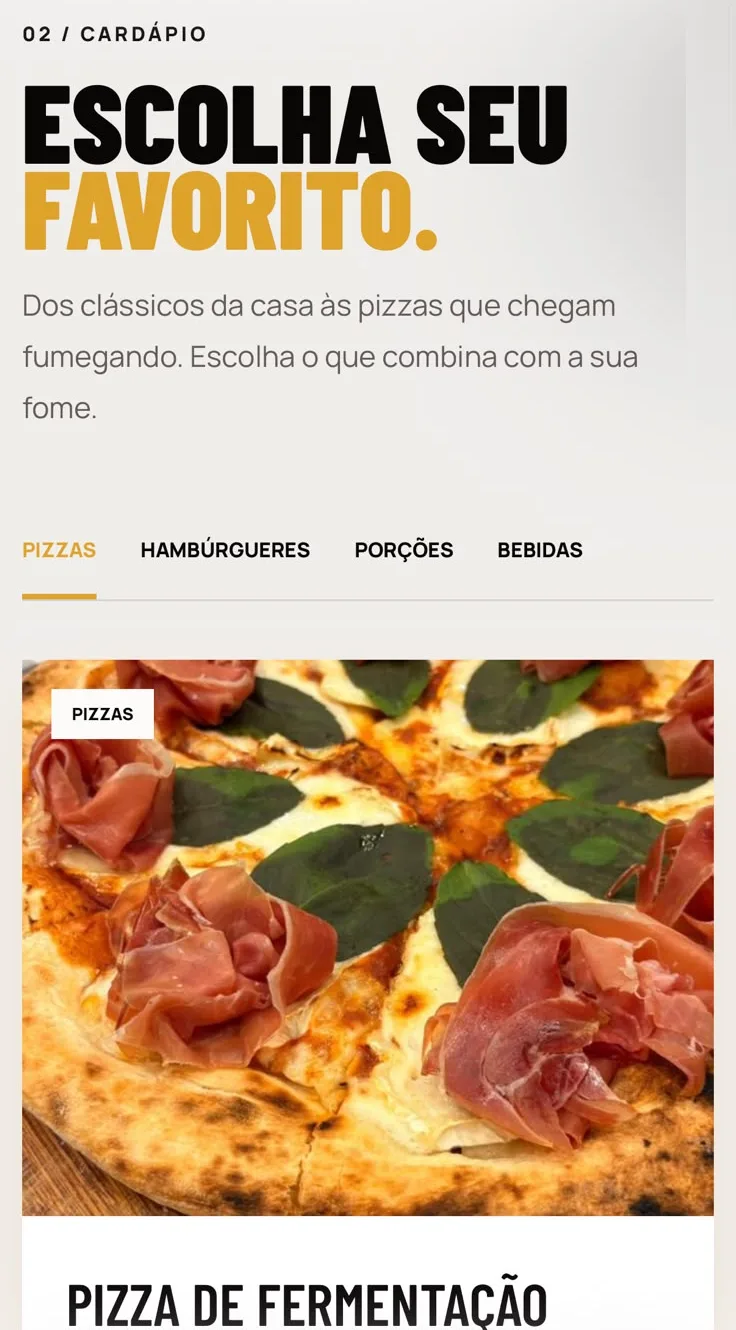 02 / CARDÁPIO
ESCOLHA SEU
FAVORITO.
Dos clássicos da casa às pizzas que chegam
fumegando. Escolha o que combina com a sua
fome.
PIZZAS HAMBÚRGUERES PORÇÕES BEBIDAS
PIZZAS
PIZZA DE FERMENTAÇÃO